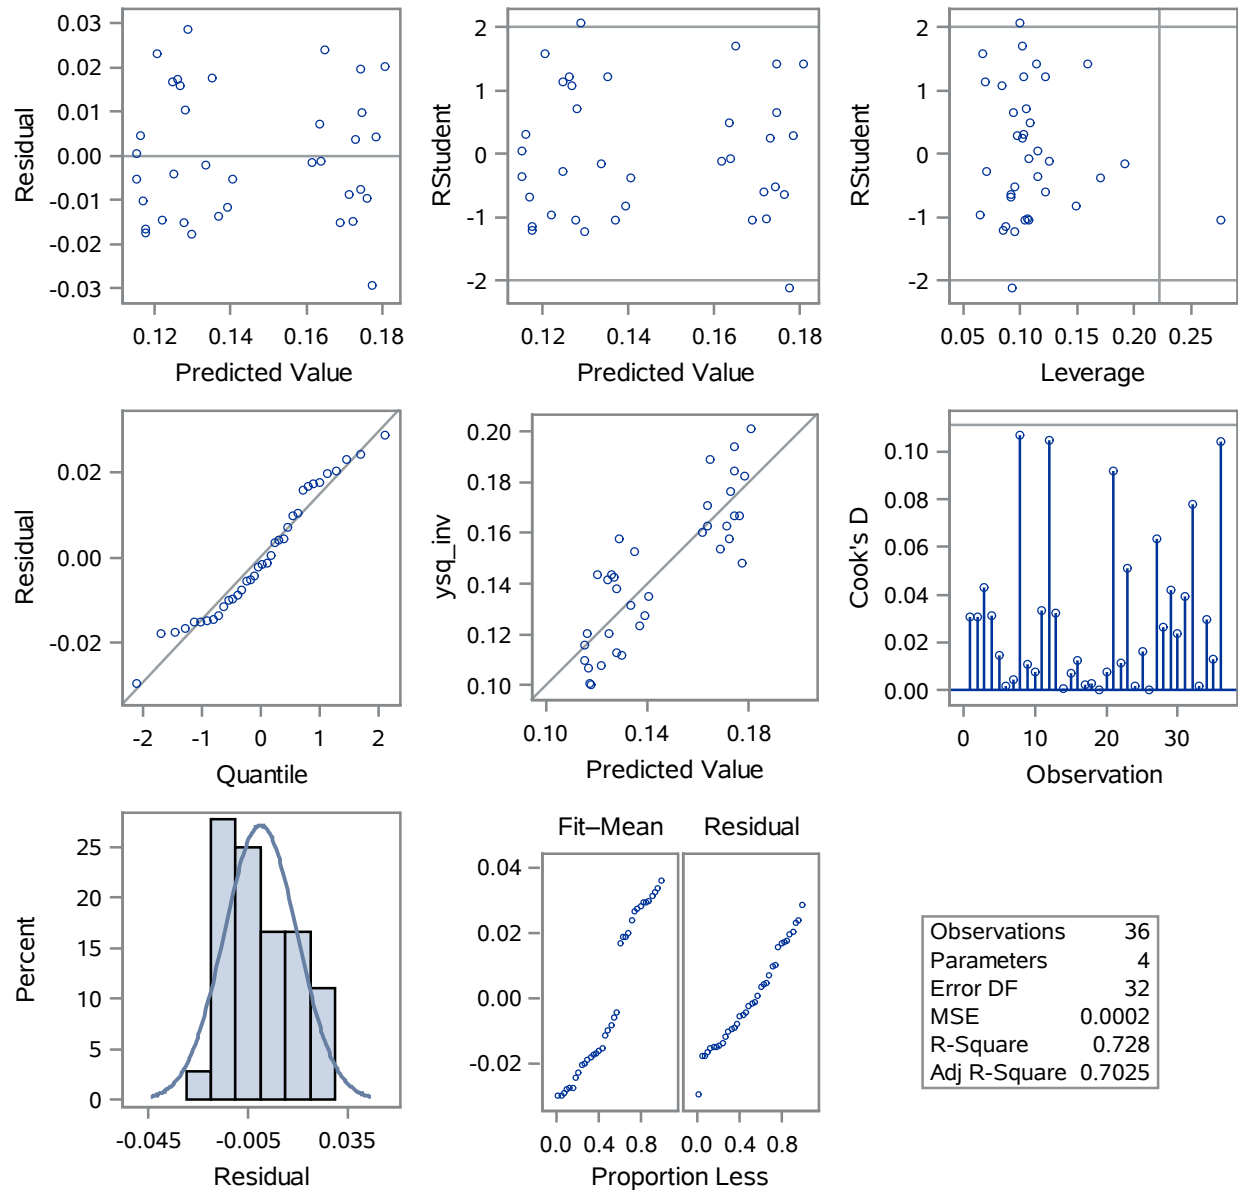 0.03
0.02
0.01
0.00
-0.01
-0.02
-0.03
Residual
0.12 0.14 0.16 0.18
Predicted Value
2
1
0
-1
-2
RStudent
0.12 0.14 0.16 0.18
Predicted Value
2
1
0
-1
-2
RStudent
0.05 0.10 0.15 0.20 0.25
Leverage
0.02
0.00
-0.02
Residual
-2 -1 0 1 2
Quantile
0.20
0.18
0.16
0.14
0.12
0.10
ysq_inv
0.10 0.14 0.18
Predicted Value
0.10
0.08
0.06
0.04
0.02
0.00
Cook's D
0 10 20 30
Observation
25
20
15
10
5
0
Percent
-0.045 -0.005 0.035
Residual
Fit–Mean Residual
0.04
0.02
0.00
-0.02
0.0 0.4 0.8 0.0 0.4 0.8
Proportion Less
Observations 36
Parameters 4
Error DF 32
MSE 0.0002
R-Square 0.728
Adj R-Square 0.7025